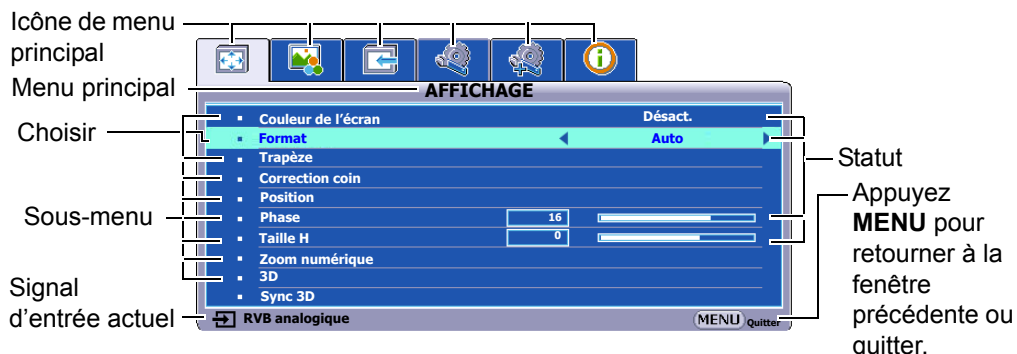 Icône de menu
principal
Menu principal
AFFICHAGE
Choisir
Sous-menu
Signal
d'entrée actuel
Couleur de l'écran Désact.
Format Auto
Trapèze
Correction coin
Position
Phase 16
Taille H 0
Zoom numérique
3D
Sync 3D
RVB analogique
MENU Quitter
Statut
Appuyez
MENU pour
retourner à la
fenêtre
précédente ou
quitter.